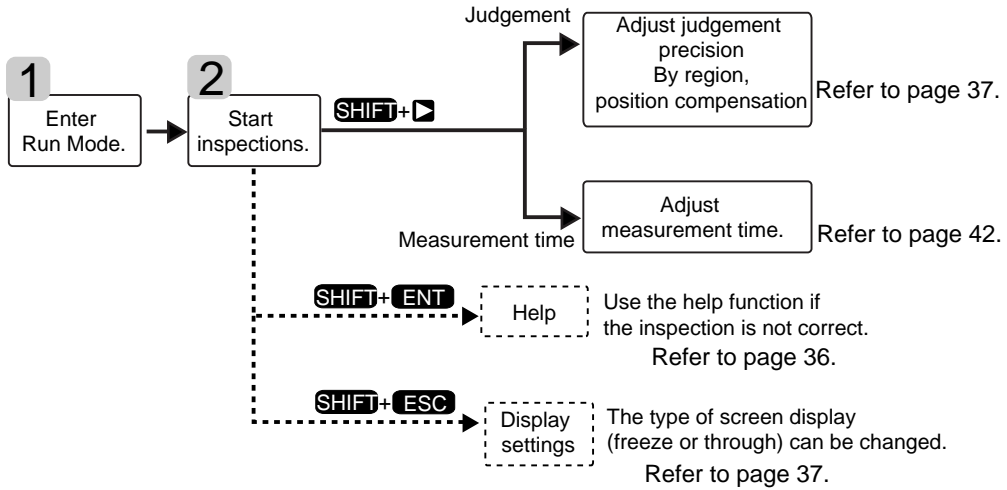 1
Enter
Run Mode.
2
Start
inspections.
SHIFT+▶
Judgement
Adjust judgement
precision
By region,
position compensation
Refer to page 37.
Measurement time
Adjust
measurement time.
Refer to page 42.
SHIFT+ENT
Help
Use the help function if
the inspection is not correct.
Refer to page 36.
SHIFT+ESC
Display
settings
The type of screen display
(freeze or through) can be changed.
Refer to page 37.